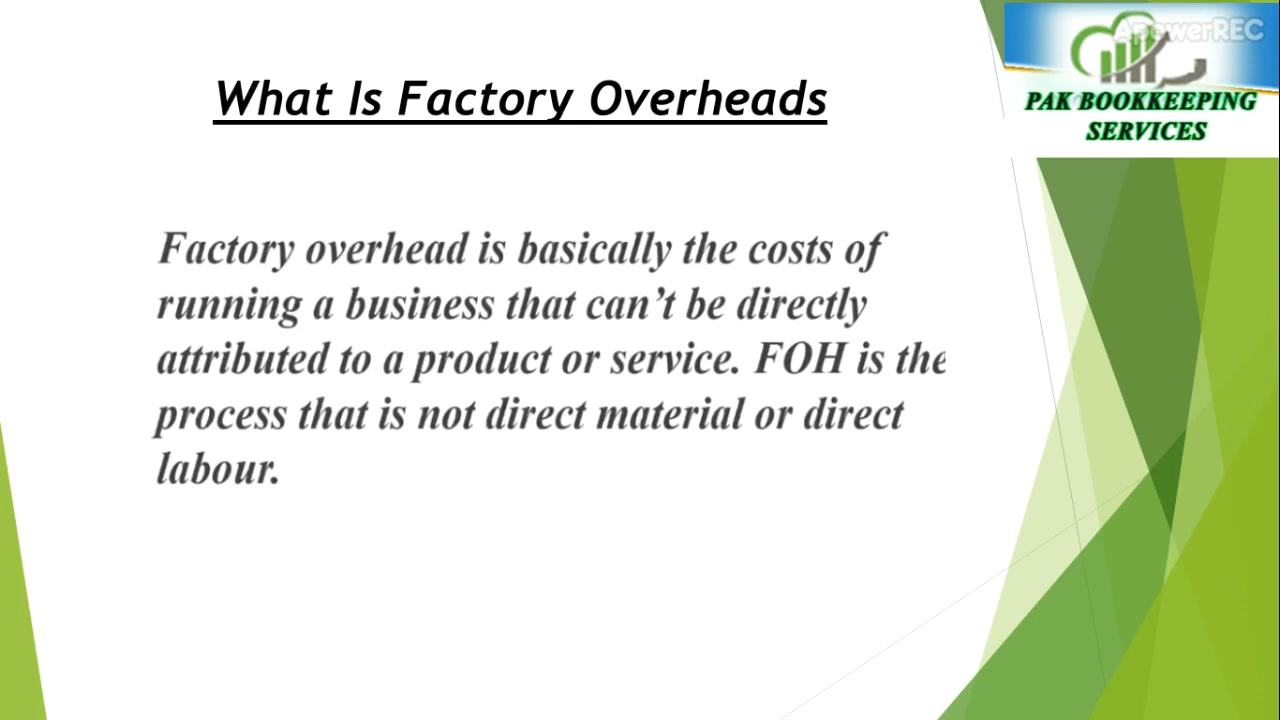 ApowerREC
PAK BOOKKEEPING
SERVICES
What Is Factory Overheads
Factory overhead is basically the costs of
running a business that can’t be directly
attributed to a product or service. FOH is the
process that is not direct material or direct
labour.